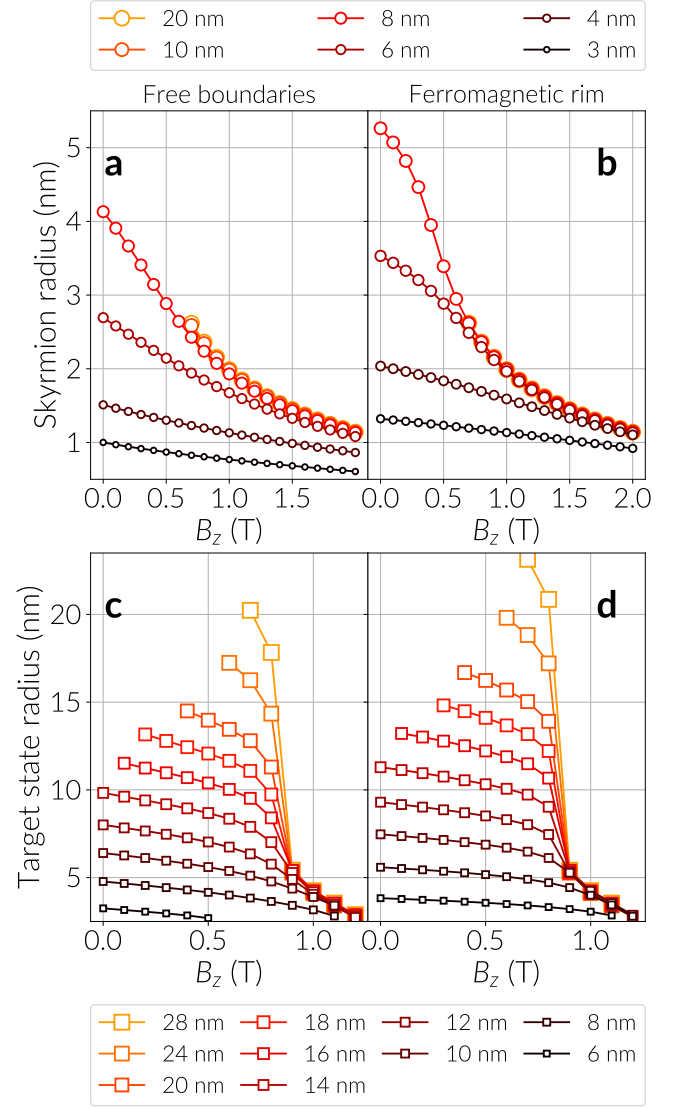 20 nm 8 nm 4 nm
10 nm 6 nm 3 nm
Free boundaries Ferromagnetic rim
a b
Skyrmion radius (nm)
5
4
3
2
1
0.0 0.5 1.0 1.5 0.0 0.5 1.0 1.5 2.0
B_z (T) B_z (T)
c d
Target state radius (nm)
20
15
10
5
0.0 0.5 1.0 0.0 0.5 1.0
B_z (T) B_z (T)
28 nm 18 nm 12 nm 8 nm
24 nm 16 nm 10 nm 6 nm
20 nm 14 nm